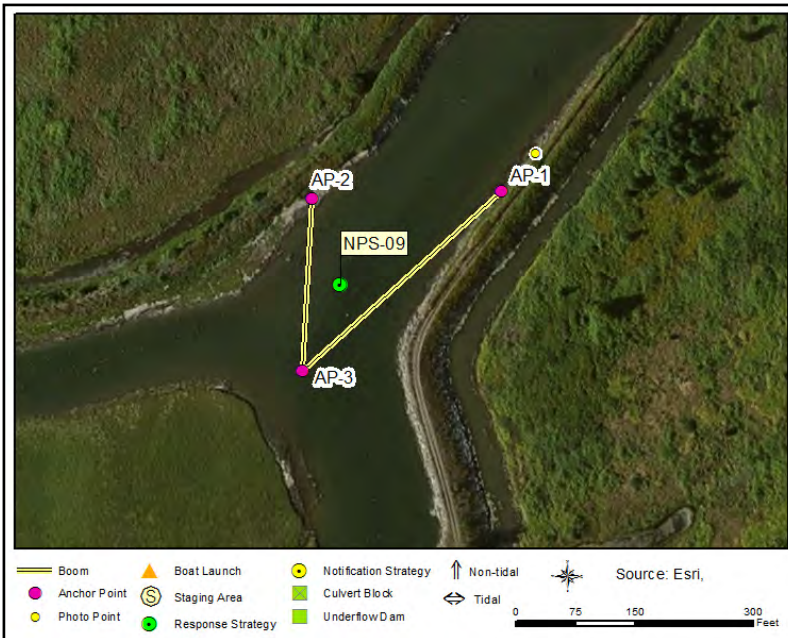 AP-2
AP-1
NPS-09
AP-3
Boom
Boat Launch
Notification Strategy
Non-tidal
Source: Esri,
Anchor Point
S
Staging Area
Culvert Block
Tidal
Photo Point
Response Strategy
Underflow Dam
0 75 150 300
Feet